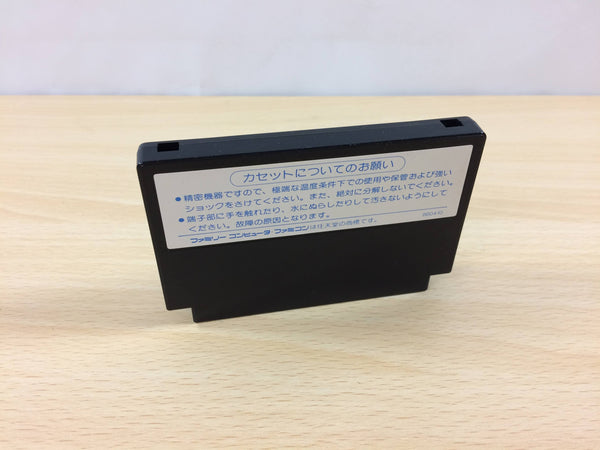 カセットについてのお願い
●精密機器ですので、極端な温度条件下での使用や保管および強い
ショックをさけてください。また、絶対に分解しないでください。
●端子部に手を触れたり、水にぬらしたりして汚さないようにして
ください。故障の原因となります。
ファミリー コンピュータ・ファミコンは任天堂の商標です。